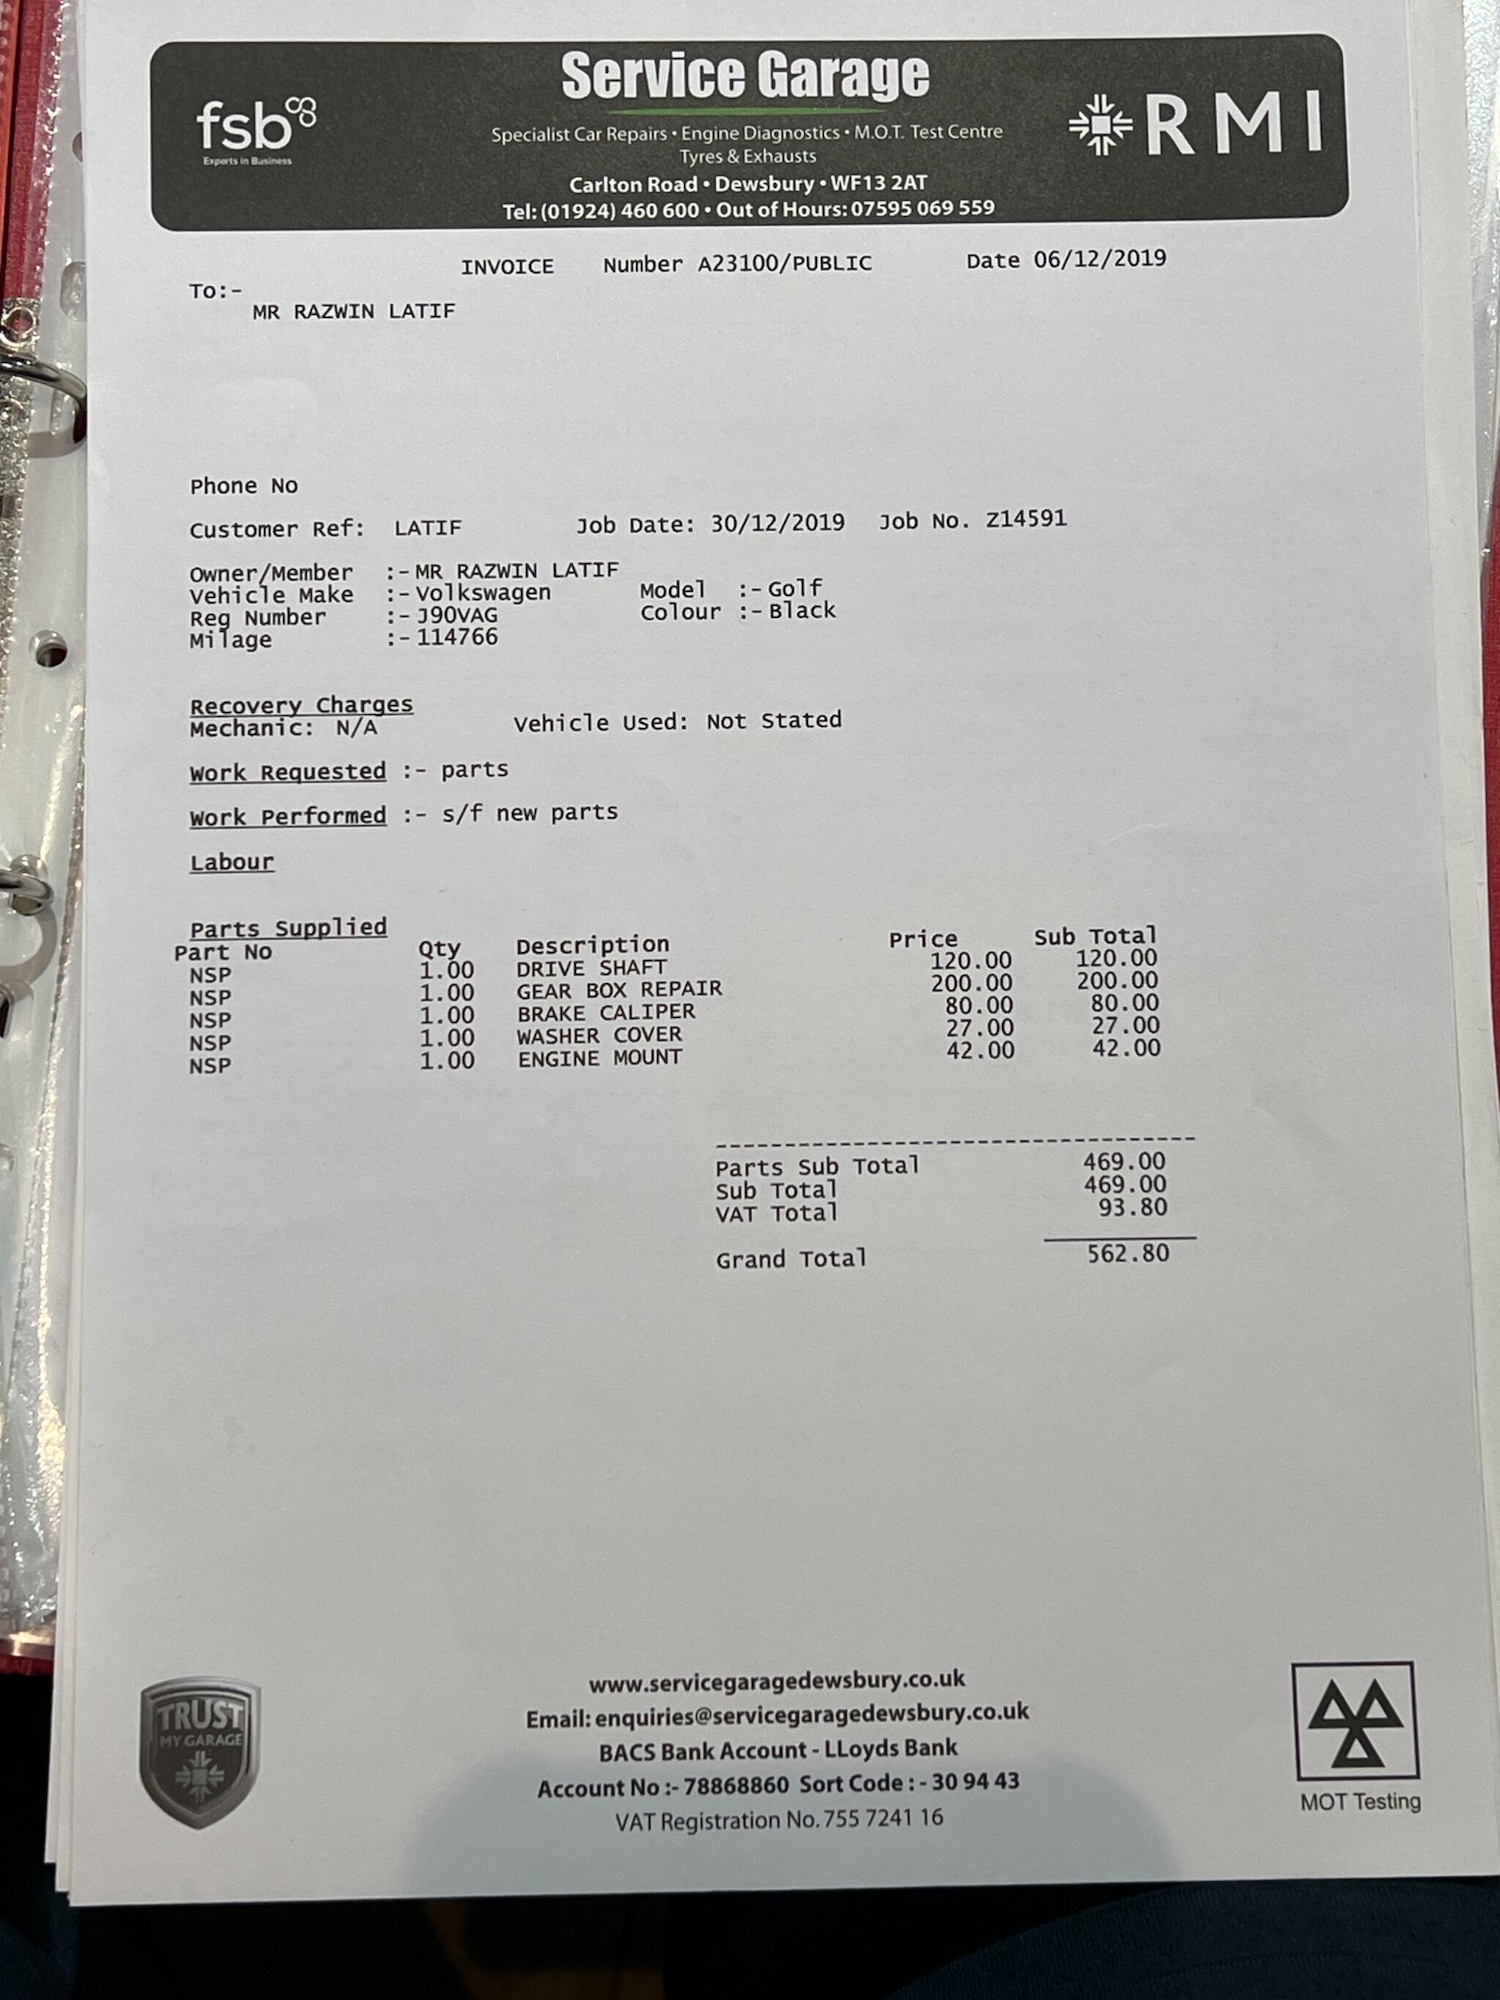 Service Garage
fsb
Experts in Business
Specialist Car Repairs • Engine Diagnostics • M.O.T. Test Centre
Tyres & Exhausts
Carlton Road • Dewsbury • WF13 2AT
Tel: (01924) 460 600 • Out of Hours: 07595 069 559
RMI
INVOICE Number A23100/PUBLIC Date 06/12/2019
To:-
MR RAZWIN LATIF
Phone No
Customer Ref: LATIF Job Date: 30/12/2019 Job No. Z14591
Owner/Member :- MR RAZWIN LATIF
Vehicle Make :- Volkswagen Model :- Golf
Reg Number :- J90VAG Colour :- Black
Milage :- 114766
Recovery Charges
Mechanic: N/A Vehicle Used: Not Stated
Work Requested :- parts
Work Performed :- s/f new parts
Labour
Parts Supplied
Part No Qty Description Price Sub Total
NSP 1.00 DRIVE SHAFT 120.00 120.00
NSP 1.00 GEAR BOX REPAIR 200.00 200.00
NSP 1.00 BRAKE CALIPER 80.00 80.00
NSP 1.00 WASHER COVER 27.00 27.00
NSP 1.00 ENGINE MOUNT 42.00 42.00
Parts Sub Total 469.00
Sub Total 469.00
VAT Total 93.80
Grand Total 562.80
TRUST
MY GARAGE
www.servicegaragedewsbury.co.uk
Email: enquiries@servicegaragedewsbury.co.uk
BACS Bank Account - LLoyds Bank
Account No :- 78868860 Sort Code : - 30 94 43
VAT Registration No. 755 7241 16
MOT Testing